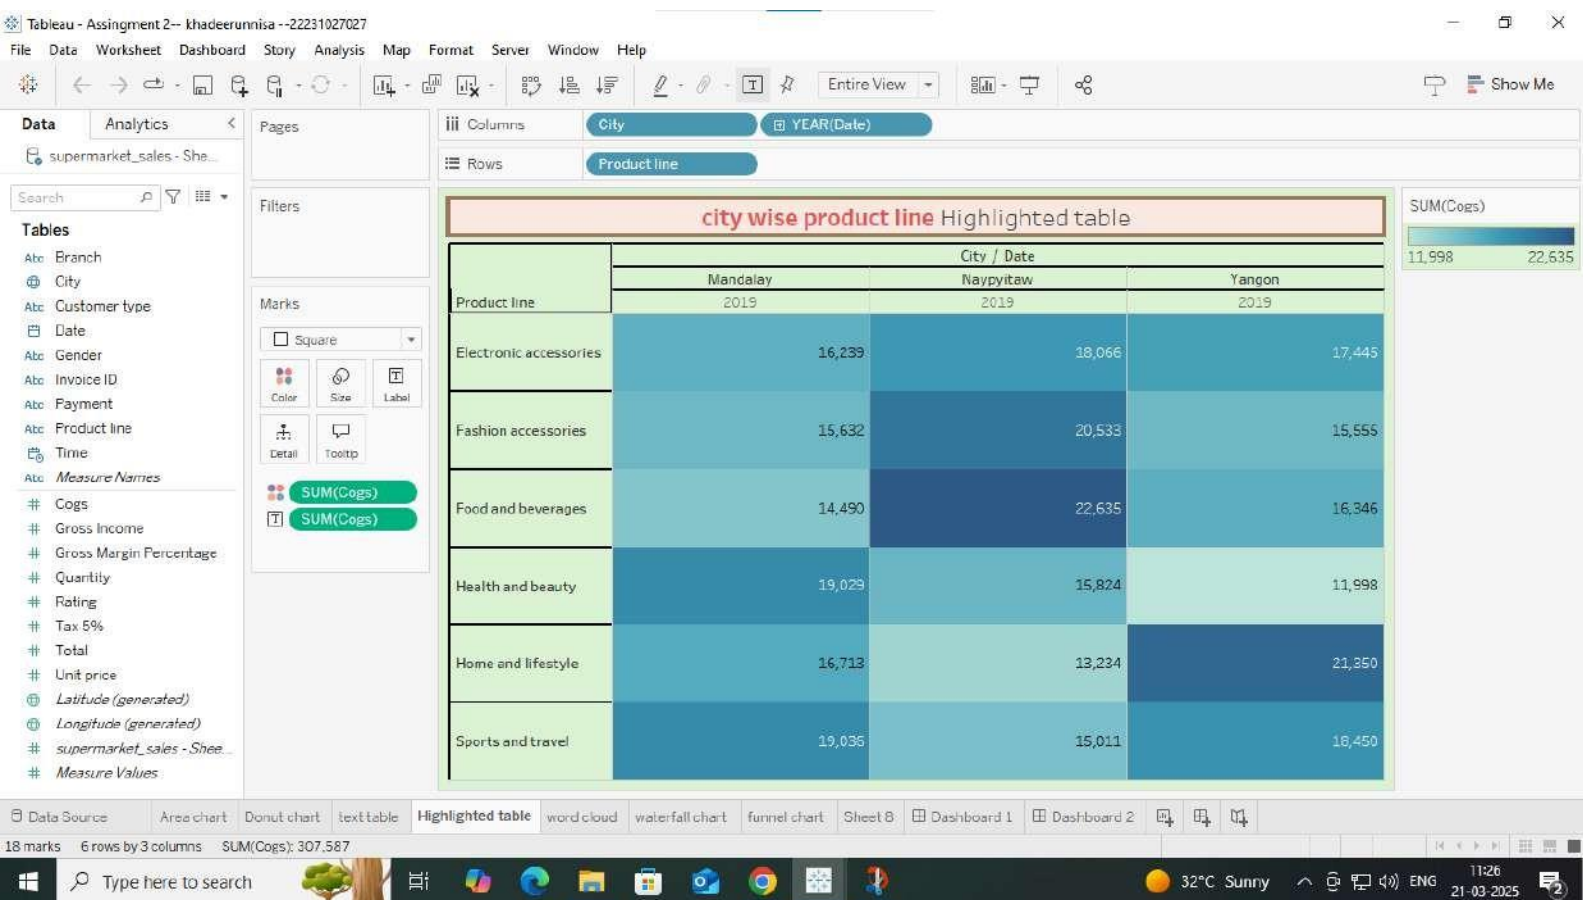 Tableau - Assingment 2-- khadeerunnisa --22231027027
File Data Worksheet Dashboard Story Analysis Map Format Server Window Help
Entire View
Show Me
Data Analytics
supermarket_sales - She...
Search
Tables
Abc Branch
City
Abc Customer type
Date
Abc Gender
Abc Invoice ID
Abc Payment
Abc Product line
Time
Abc Measure Names
# Cogs
# Gross Income
# Gross Margin Percentage
# Quantity
# Rating
# Tax 5%
# Total
# Unit price
Latitude (generated)
Longitude (generated)
# supermarket_sales - Shee...
# Measure Values
Pages
Filters
Marks
Square
Color Size Label
Detail Tooltip
SUM(Cogs)
T SUM(Cogs)
Columns City YEAR(Date)
Rows Product line
city wise product line Highlighted table
City / Date
Mandalay Naypyitaw Yangon
Product line 2019 2019 2019
Electronic accessories 16,239 18,066 17,445
Fashion accessories 15,632 20,533 15,555
Food and beverages 14,490 22,635 16,346
Health and beauty 19,029 15,824 11,998
Home and lifestyle 16,713 13,234 21,350
Sports and travel 19,036 15,011 18,450
SUM(Cogs)
11,998 22,635
Data Source Area chart Donut chart text table Highlighted table word cloud waterfall chart funnel chart Sheet 8 Dashboard 1 Dashboard 2
18 marks 6 rows by 3 columns SUM(Cogs): 307,587
Type here to search
32°C Sunny
ENG
11:26
21-03-2025
2